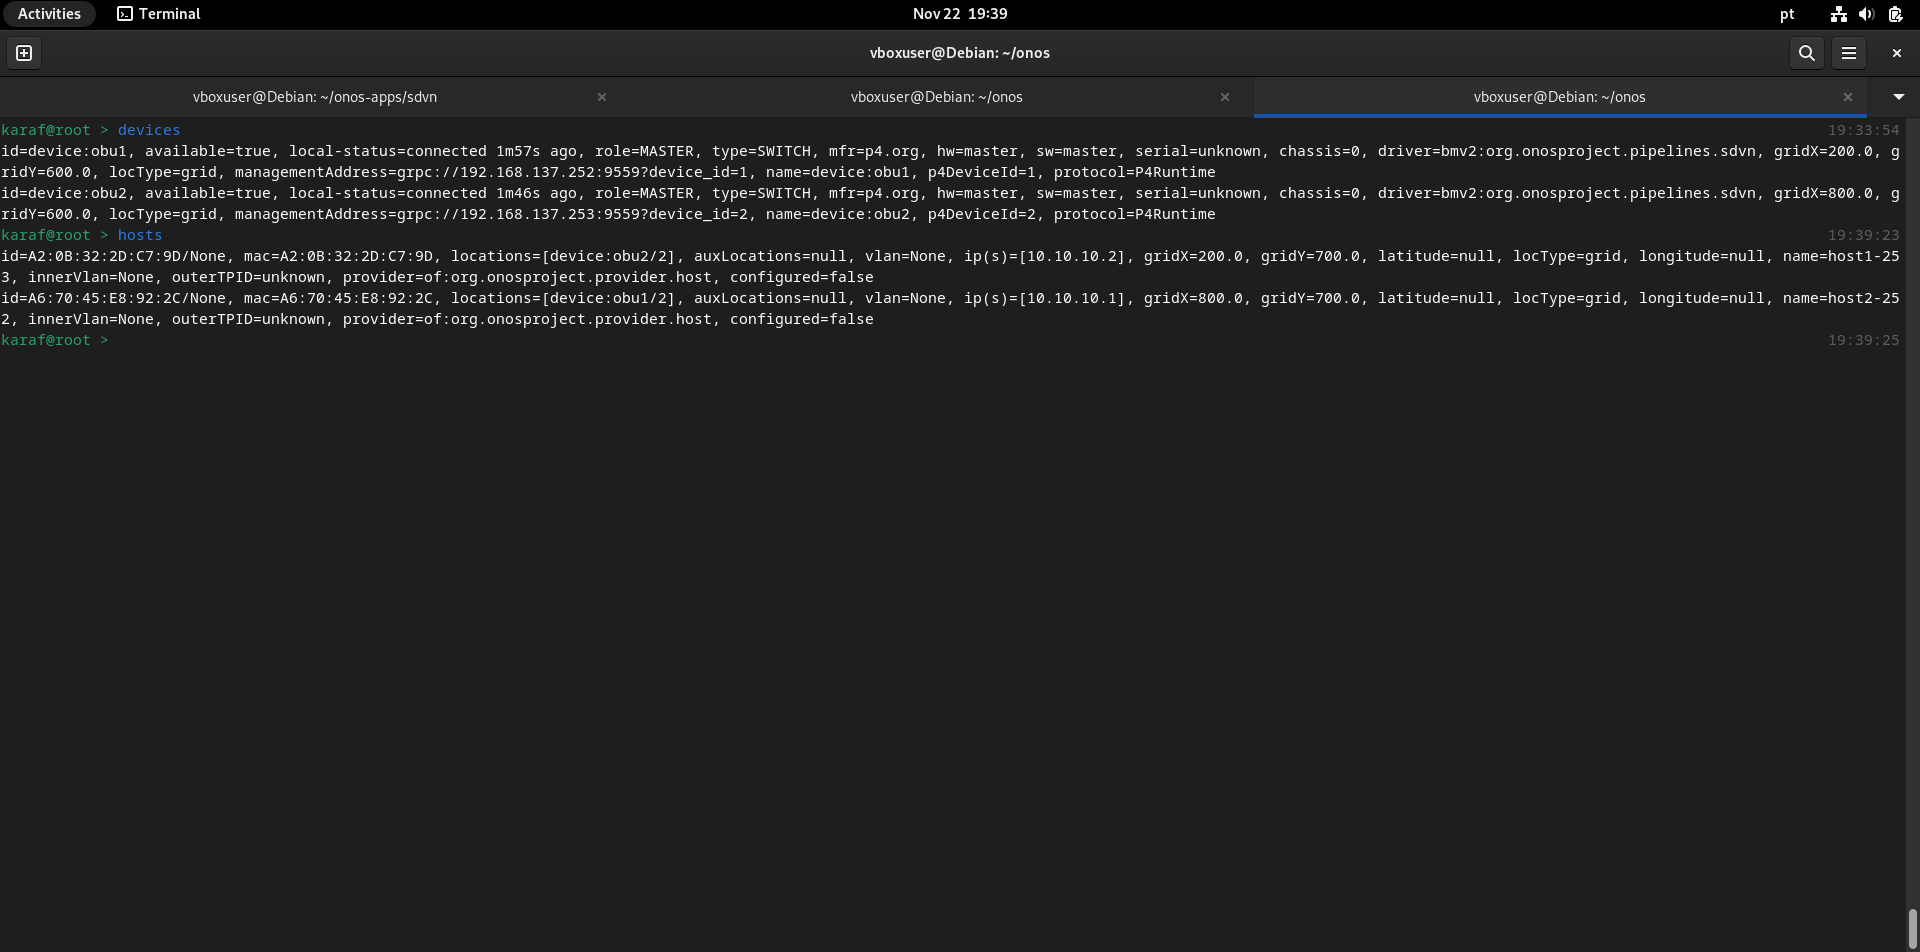 Activities Terminal Nov 22 19:39 pt
vboxuser@Debian: ~/onos
vboxuser@Debian: ~/onos-apps/sdvn vboxuser@Debian: ~/onos vboxuser@Debian: ~/onos
karaf@root > devices 19:33:54
id=device:obu1, available=true, local-status=connected 1m57s ago, role=MASTER, type=SWITCH, mfr=p4.org, hw=master, sw=master, serial=unknown, chassis=0, driver=bmv2:org.onosproject.pipelines.sdvn, gridX=200.0, g
ridY=600.0, locType=grid, managementAddress=grpc://192.168.137.252:9559?device_id=1, name=device:obu1, p4DeviceId=1, protocol=P4Runtime
id=device:obu2, available=true, local-status=connected 1m46s ago, role=MASTER, type=SWITCH, mfr=p4.org, hw=master, sw=master, serial=unknown, chassis=0, driver=bmv2:org.onosproject.pipelines.sdvn, gridX=800.0, g
ridY=600.0, locType=grid, managementAddress=grpc://192.168.137.253:9559?device_id=2, name=device:obu2, p4DeviceId=2, protocol=P4Runtime
karaf@root > hosts 19:39:23
id=A2:0B:32:2D:C7:9D/None, mac=A2:0B:32:2D:C7:9D, locations=[device:obu2/2], auxLocations=null, vlan=None, ip(s)=[10.10.10.2], gridX=200.0, gridY=700.0, latitude=null, locType=grid, longitude=null, name=host1-25
3, innerVlan=None, outerTPID=unknown, provider=of:org.onosproject.provider.host, configured=false
id=A6:70:45:E8:92:2C/None, mac=A6:70:45:E8:92:2C, locations=[device:obu1/2], auxLocations=null, vlan=None, ip(s)=[10.10.10.1], gridX=800.0, gridY=700.0, latitude=null, locType=grid, longitude=null, name=host2-25
2, innerVlan=None, outerTPID=unknown, provider=of:org.onosproject.provider.host, configured=false
karaf@root > 19:39:25